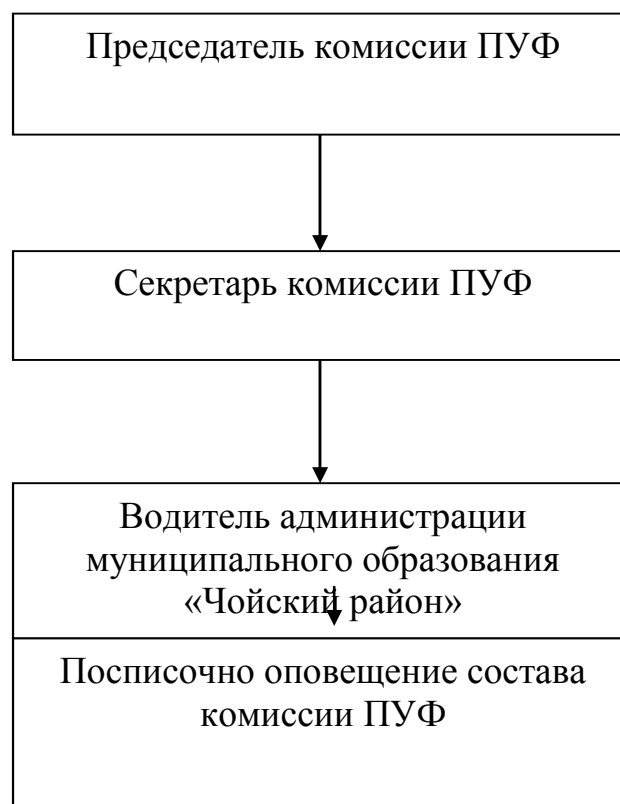 Председатель комиссии ПУФ
Секретарь комиссии ПУФ
Водитель администрации
муниципального образования
«Чойский район»
Посписочно оповещение состава
комиссии ПУФ